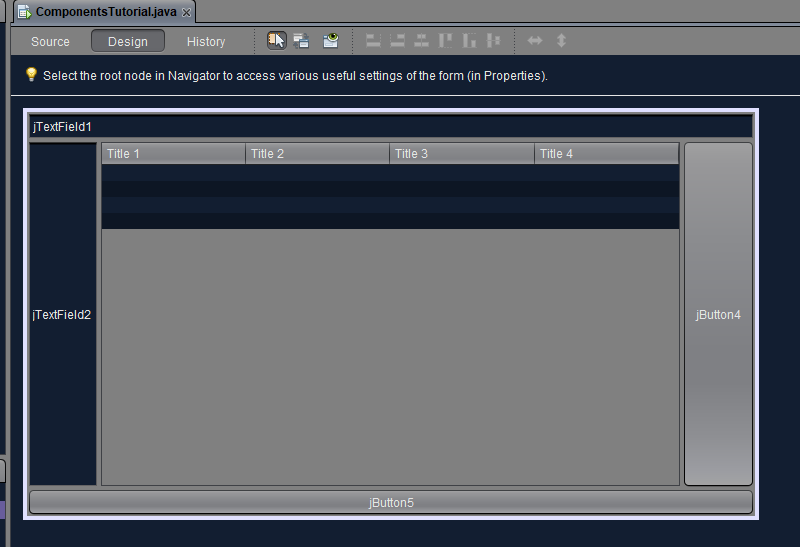 ComponentsTutorial.java
Source Design History
Select the root node in Navigator to access various useful settings of the form (in Properties).
jTextField1
Title 1 Title 2 Title 3 Title 4
jTextField2
jButton4
jButton5